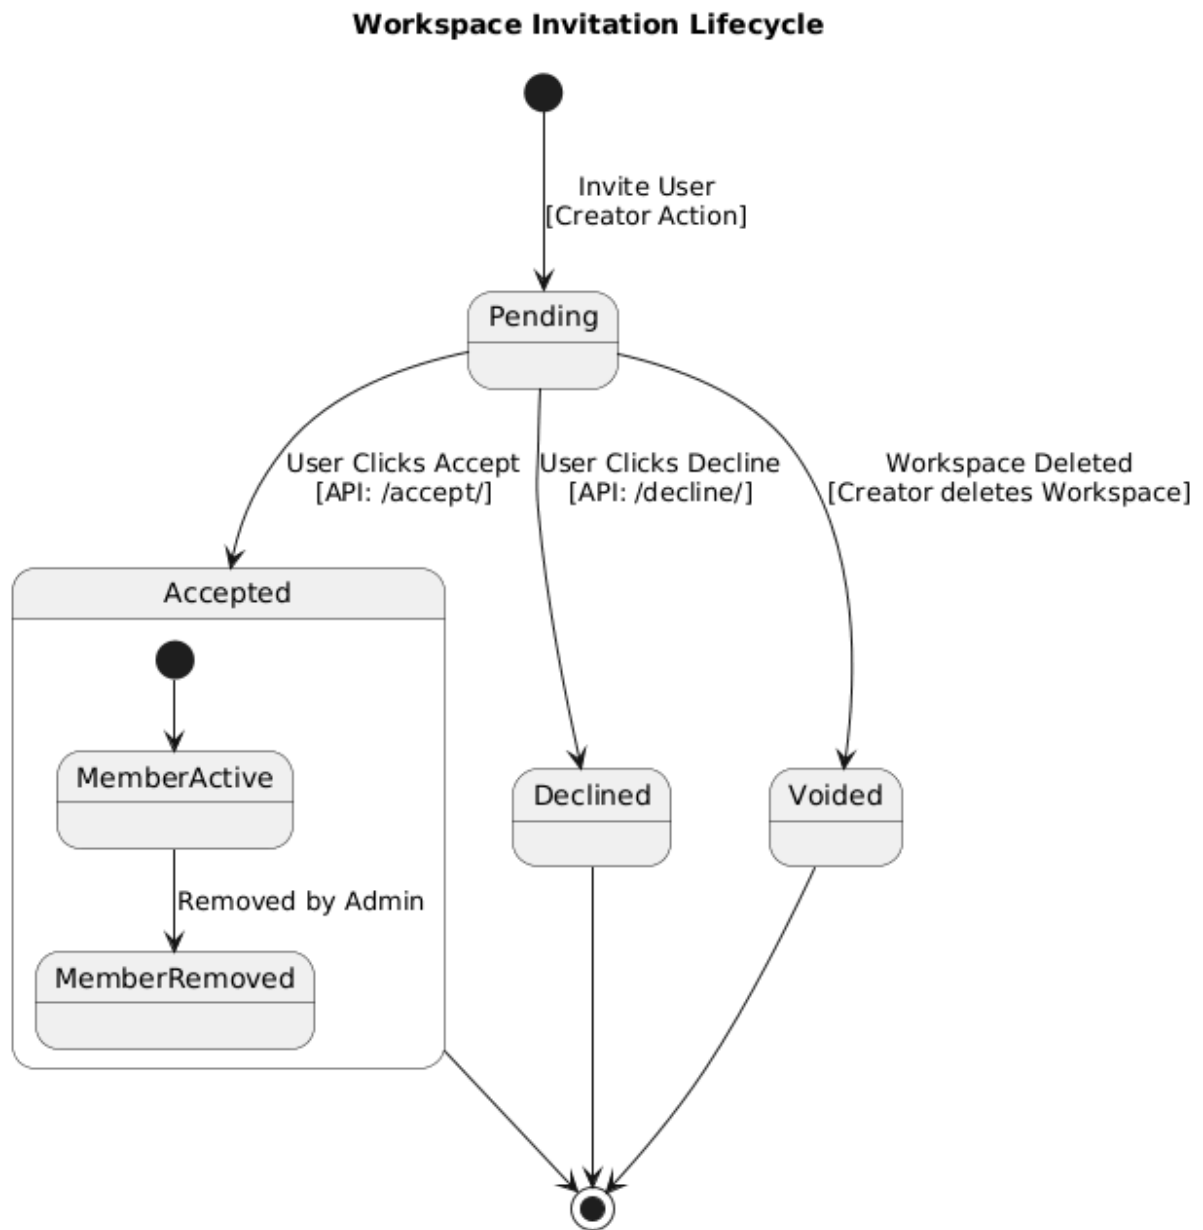 Workspace Invitation Lifecycle
Invite User
[Creator Action]
Pending
User Clicks Accept
[API: /accept/]
User Clicks Decline
[API: /decline/]
Workspace Deleted
[Creator deletes Workspace]
Accepted
MemberActive
Removed by Admin
MemberRemoved
Declined
Voided